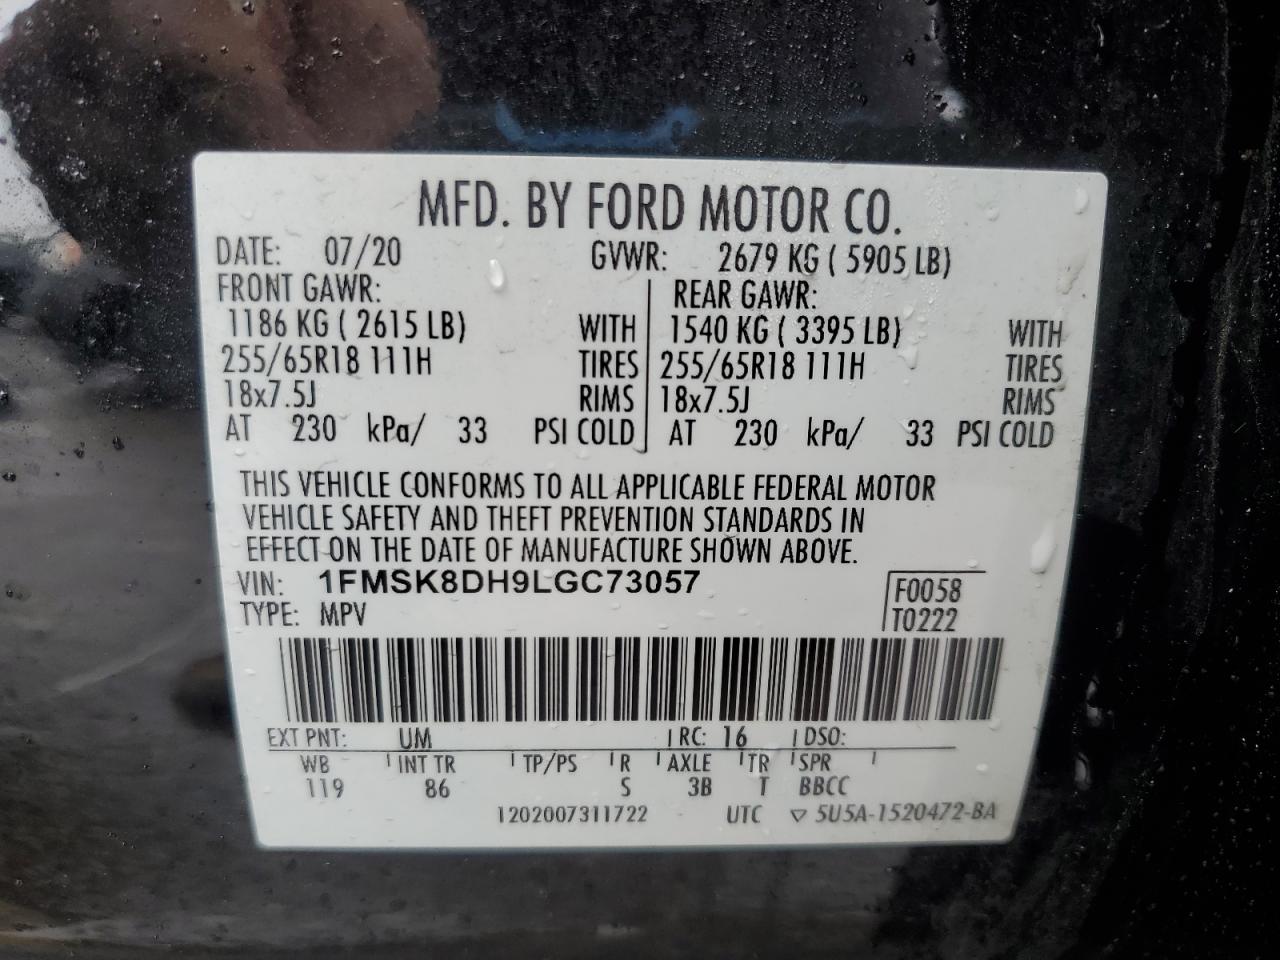 MFD. BY FORD MOTOR CO.
DATE: 07/20 GVWR: 2679 KG ( 5905 LB)
FRONT GAWR: REAR GAWR:
1186 KG ( 2615 LB) WITH 1540 KG ( 3395 LB) WITH
255/65R18 111H TIRES 255/65R18 111H TIRES
18x7.5J RIMS 18x7.5J RIMS
AT 230 kPa/ 33 PSI COLD AT 230 kPa/ 33 PSI COLD
THIS VEHICLE CONFORMS TO ALL APPLICABLE FEDERAL MOTOR
VEHICLE SAFETY AND THEFT PREVENTION STANDARDS IN
EFFECT ON THE DATE OF MANUFACTURE SHOWN ABOVE.
VIN: 1FMSK8DH9LGC73057 F0058
TYPE: MPV T0222
EXT PNT: UM RC: 16 DSO:
WB INT TR TP/PS R AXLE TR SPR
119 86 S 3B T BBCC
1202007311722 UTC ▽ 5U5A-1520472-BA